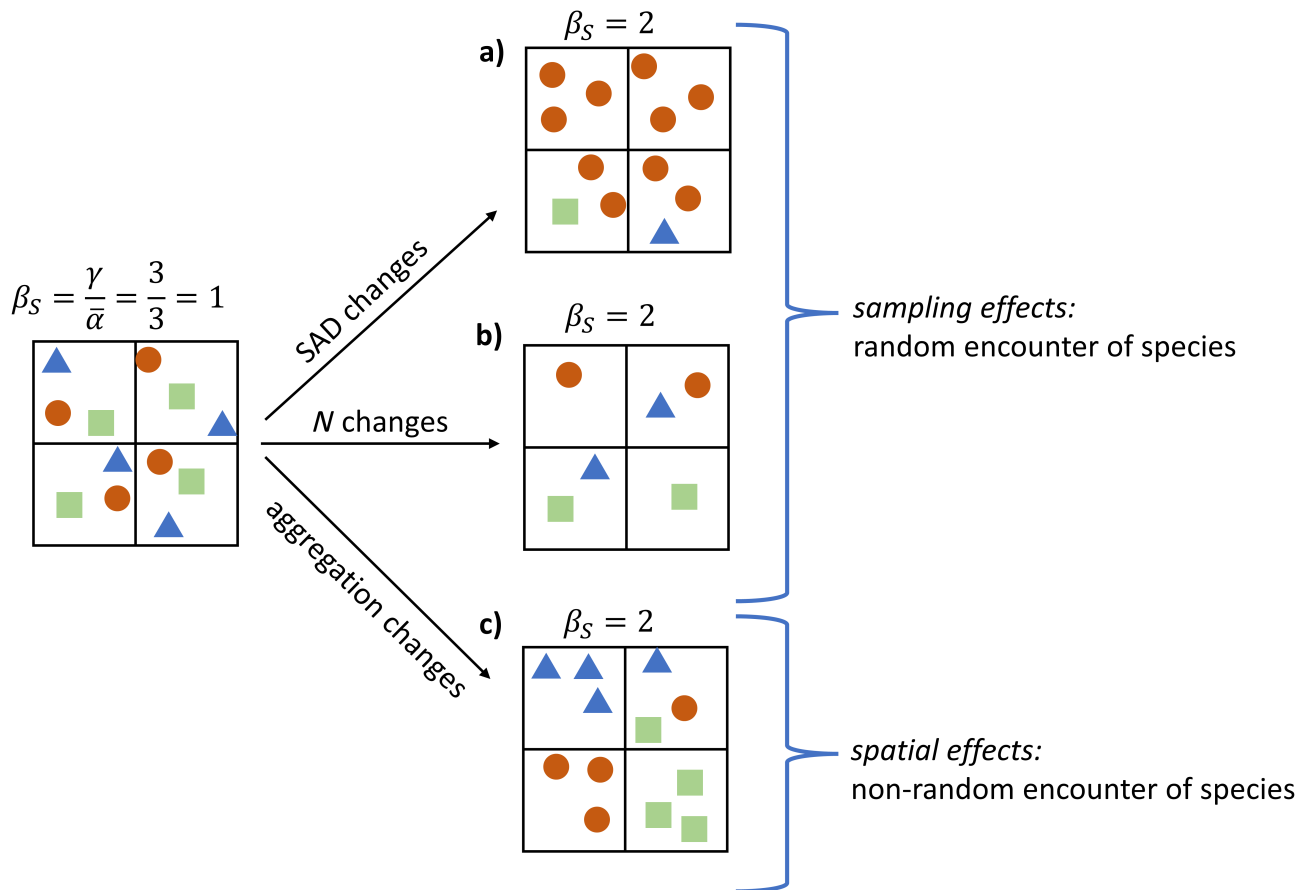 β_S = γ/ᾱ = 3/3 = 1
SAD changes
N changes
aggregation changes
a)
β_S = 2
b)
β_S = 2
c)
β_S = 2
sampling effects:
random encounter of species
spatial effects:
non-random encounter of species